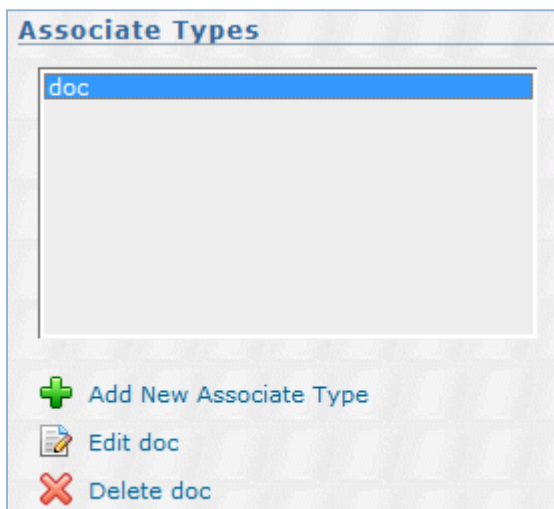 Associate Types
doc
Add New Associate Type
Edit doc
Delete doc